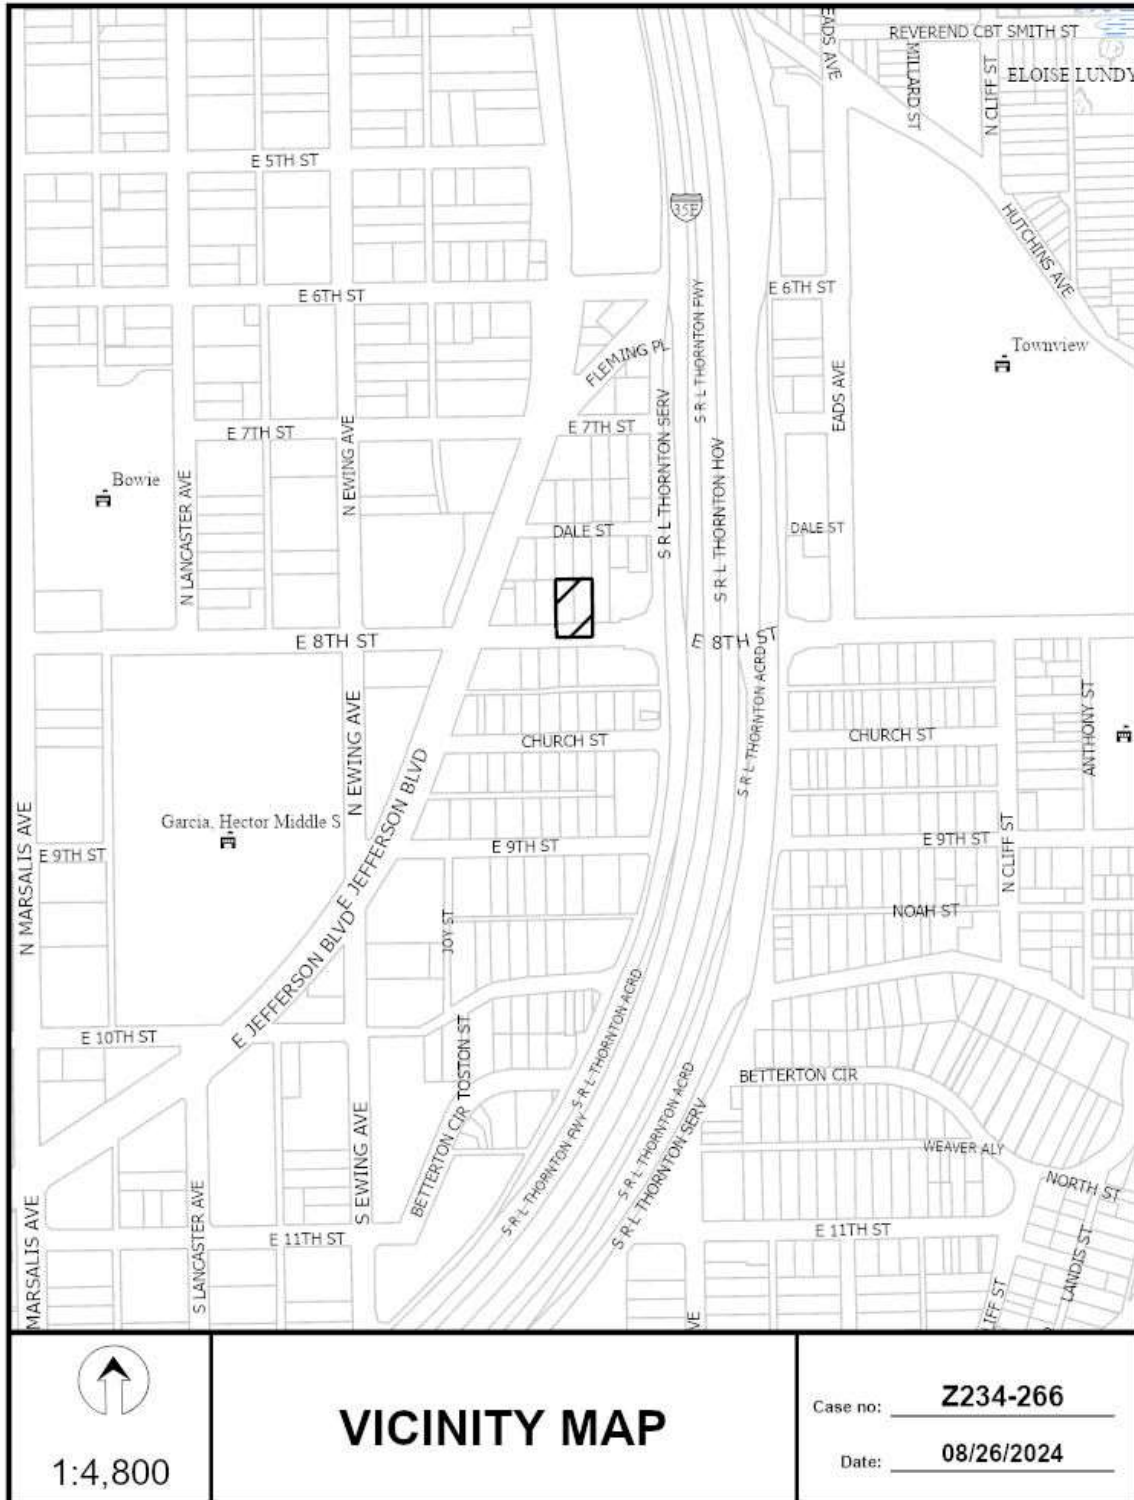 EADS AVE
REVEREND CBT SMITH ST
MILLARD ST
N CLIFF ST
ELOISE LUNDY
E 5TH ST
35E
HUTCHINS AVE
E 6TH ST
E 6TH ST
S R L THORNTON FWY
Townview
FLEMING PL
EADS AVE
S R L THORNTON SERV
E 7TH ST
E 7TH ST
N EWING AVE
S R L THORNTON HOV
Bowie
N LANCASTER AVE
DALE ST
DALE ST
E 8TH ST
E 8TH ST
S R L THORNTON ACRD
N EWING AVE
CHURCH ST
CHURCH ST
ANTHONY ST
E JEFFERSON BLVD
Garcia, Hector Middle S
N MARSALIS AVE
E 9TH ST
E 9TH ST
E 9TH ST
N CLIFF ST
NOAH ST
JOY ST
E JEFFERSON BLVD
E 10TH ST
S R L THORNTON ACRD
TOSTON ST
BETTERTON CIR
BETTERTON CIR
S R L THORNTON FWY
S R L THORNTON ACRD
S R L THORNTON SERV
S EWING AVE
WEAVER ALY
NORTH ST
MARSALIS AVE
S LANCASTER AVE
E 11TH ST
E 11TH ST
LANDIS ST
LIFF ST
VE
1:4,800
VICINITY MAP
Case no: Z234-266
Date: 08/26/2024